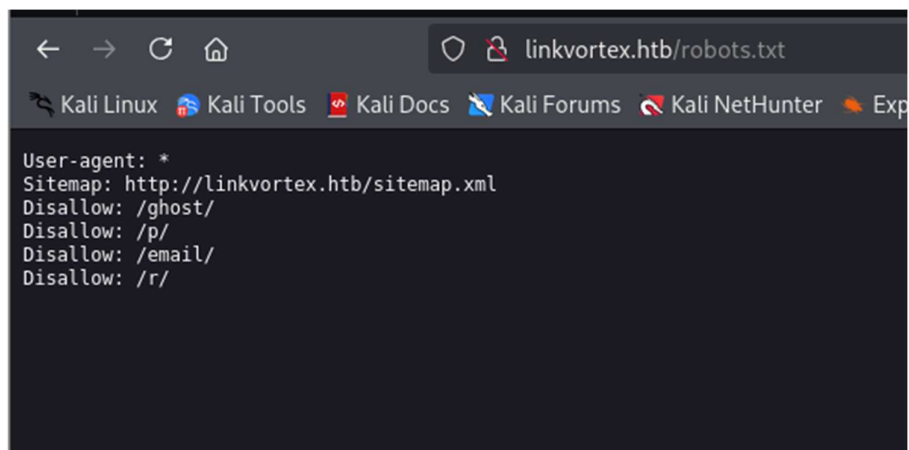 linkvortex.htb/robots.txt
Kali Linux Kali Tools Kali Docs Kali Forums Kali NetHunter Exp
User-agent: *
Sitemap: http://linkvortex.htb/sitemap.xml
Disallow: /ghost/
Disallow: /p/
Disallow: /email/
Disallow: /r/